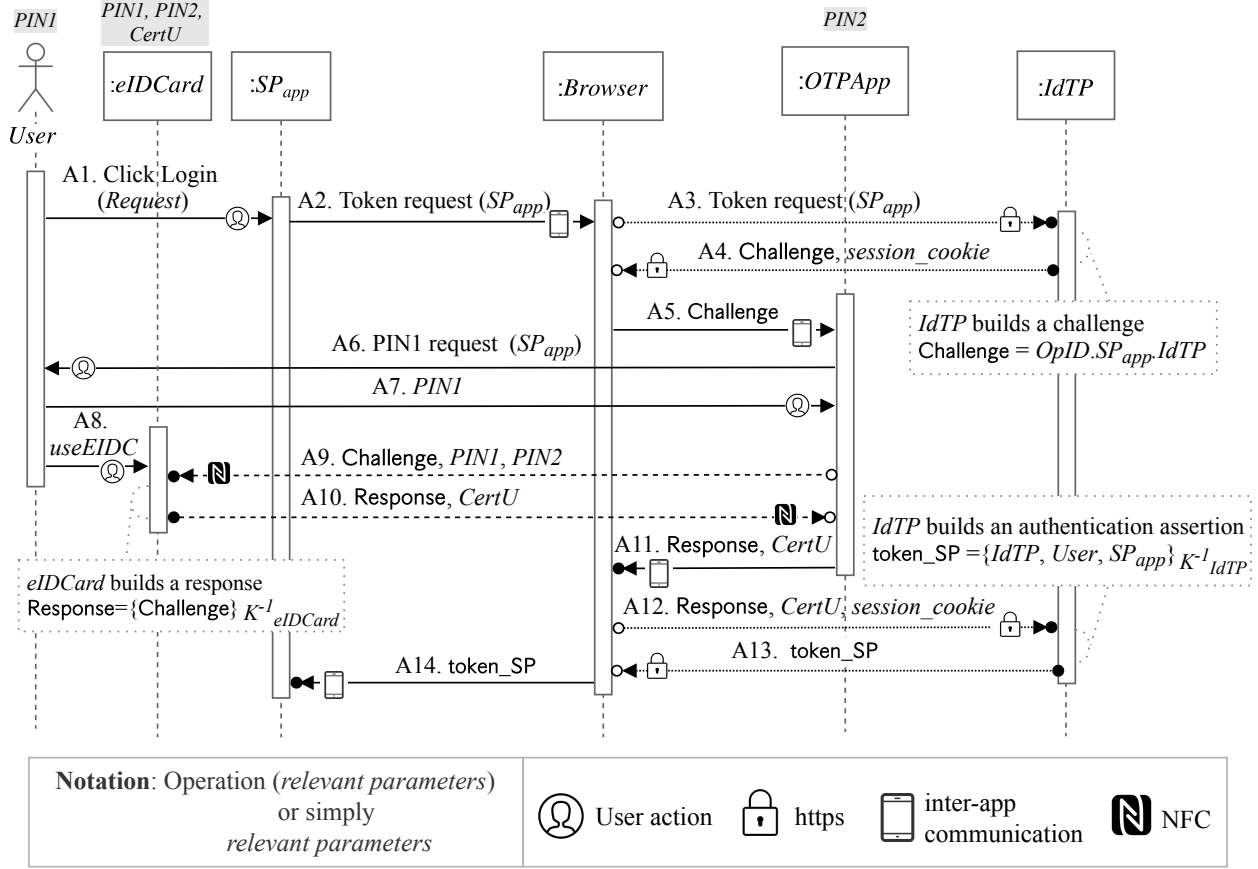 PIN1
PIN1, PIN2,
CertU
PIN2
User
:eIDCard
:SPapp
:Browser
:OTPApp
:IdTP
A1. Click Login
(Request)
A2. Token request (SPapp)
A3. Token request (SPapp)
A4. Challenge, session_cookie
A5. Challenge
IdTP builds a challenge
Challenge = OpID.SPapp.IdTP
A6. PIN1 request (SPapp)
A7. PIN1
A8.
useEIDC
A9. Challenge, PIN1, PIN2
A10. Response, CertU
IdTP builds an authentication assertion
token_SP ={IdTP, User, SPapp} K-1IdTP
A11. Response, CertU
eIDCard builds a response
Response={Challenge} K-1eIDCard
A12. Response, CertU, session_cookie
A13. token_SP
A14. token_SP
Notation: Operation (relevant parameters)
or simply
relevant parameters
User action
https
inter-app
communication
NFC